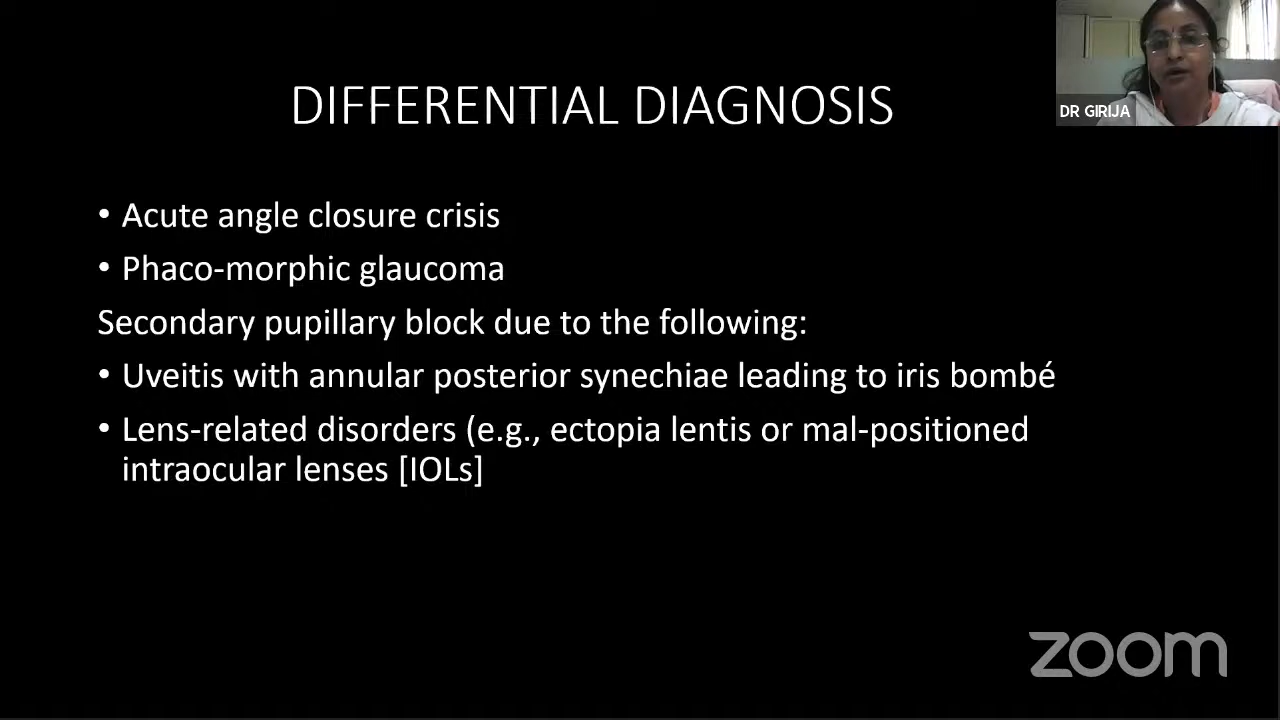 DIFFERENTIAL DIAGNOSIS
DR GIRIJA
• Acute angle closure crisis
• Phaco-morphic glaucoma
Secondary pupillary block due to the following:
• Uveitis with annular posterior synechiae leading to iris bombé
• Lens-related disorders (e.g., ectopia lentis or mal-positioned
intraocular lenses [IOLs]
zoom